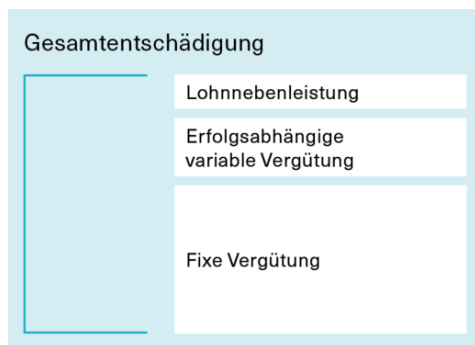 Gesamtentschädigung
Lohnnebenleistung
Erfolgsabhängige
variable Vergütung
Fixe Vergütung